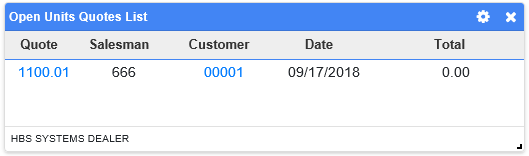 Open Units Quotes List
Quote Salesman Customer Date Total
1100.01 666 00001 09/17/2018 0.00
HBS SYSTEMS DEALER